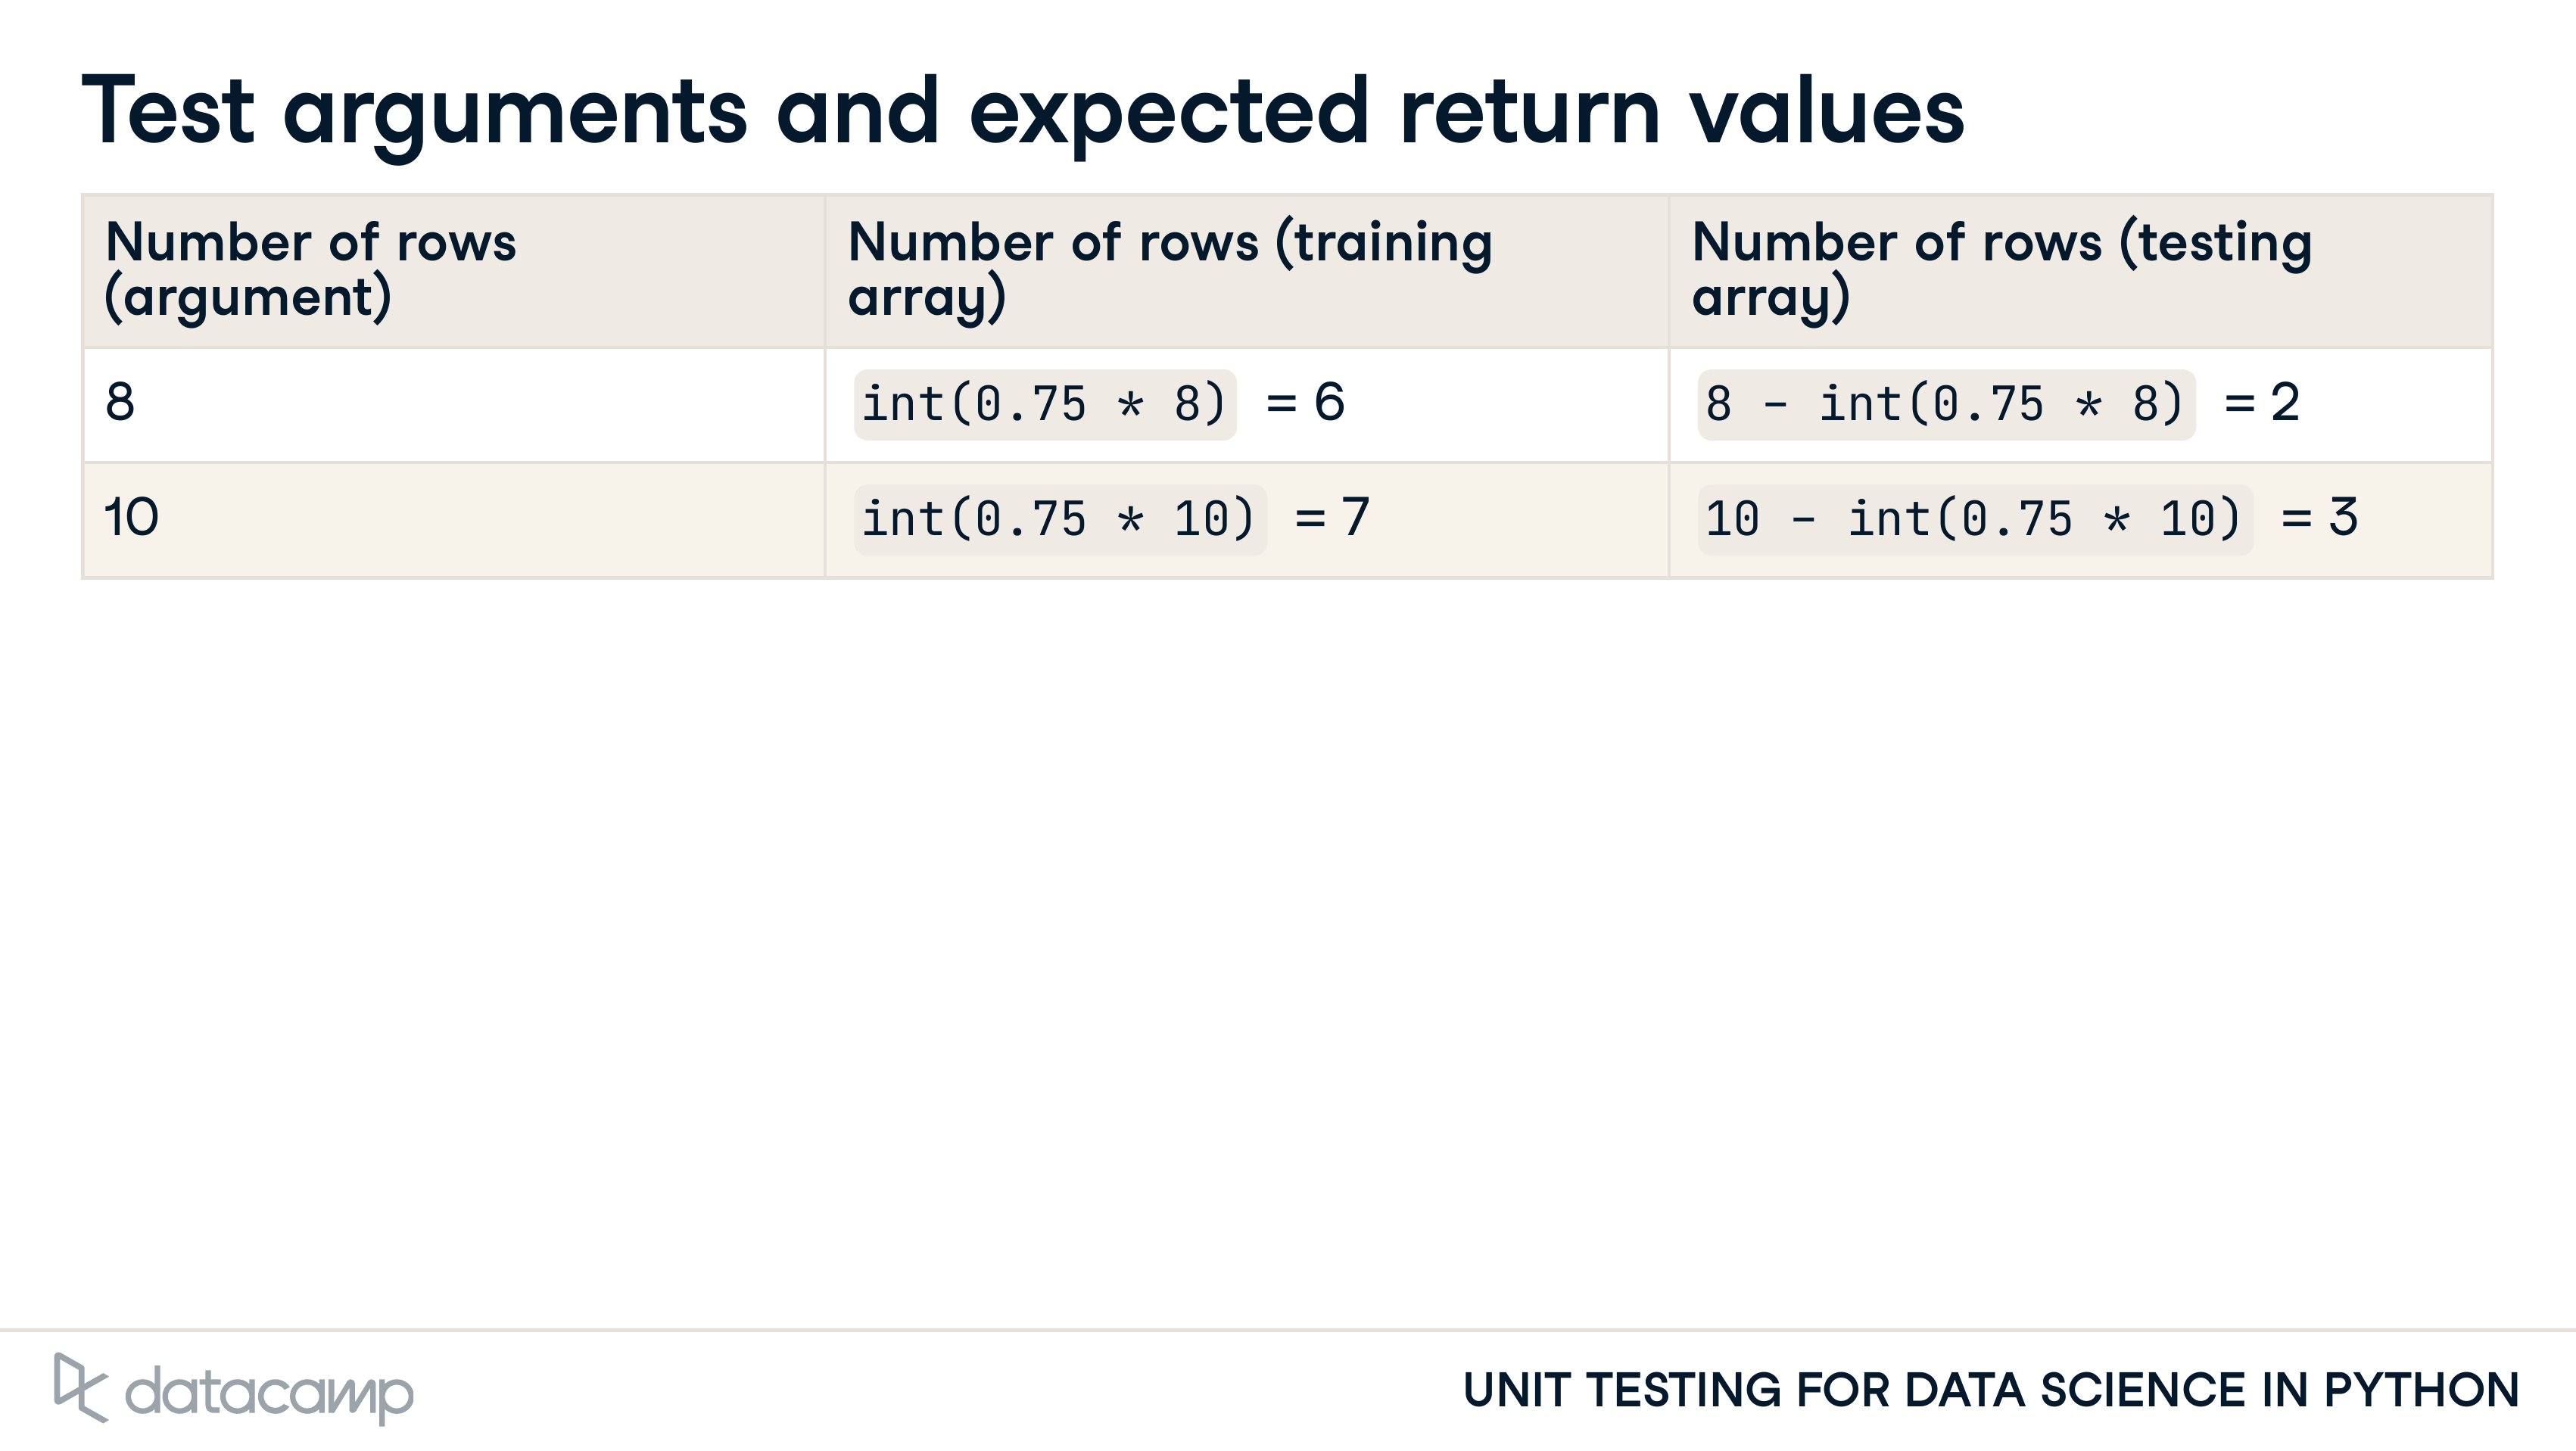 Test arguments and expected return values
Number of rows (argument)
Number of rows (training array)
Number of rows (testing array)
8
int(0.75 * 8) = 6
8 - int(0.75 * 8) = 2
10
int(0.75 * 10) = 7
10 - int(0.75 * 10) = 3
datacamp
UNIT TESTING FOR DATA SCIENCE IN PYTHON